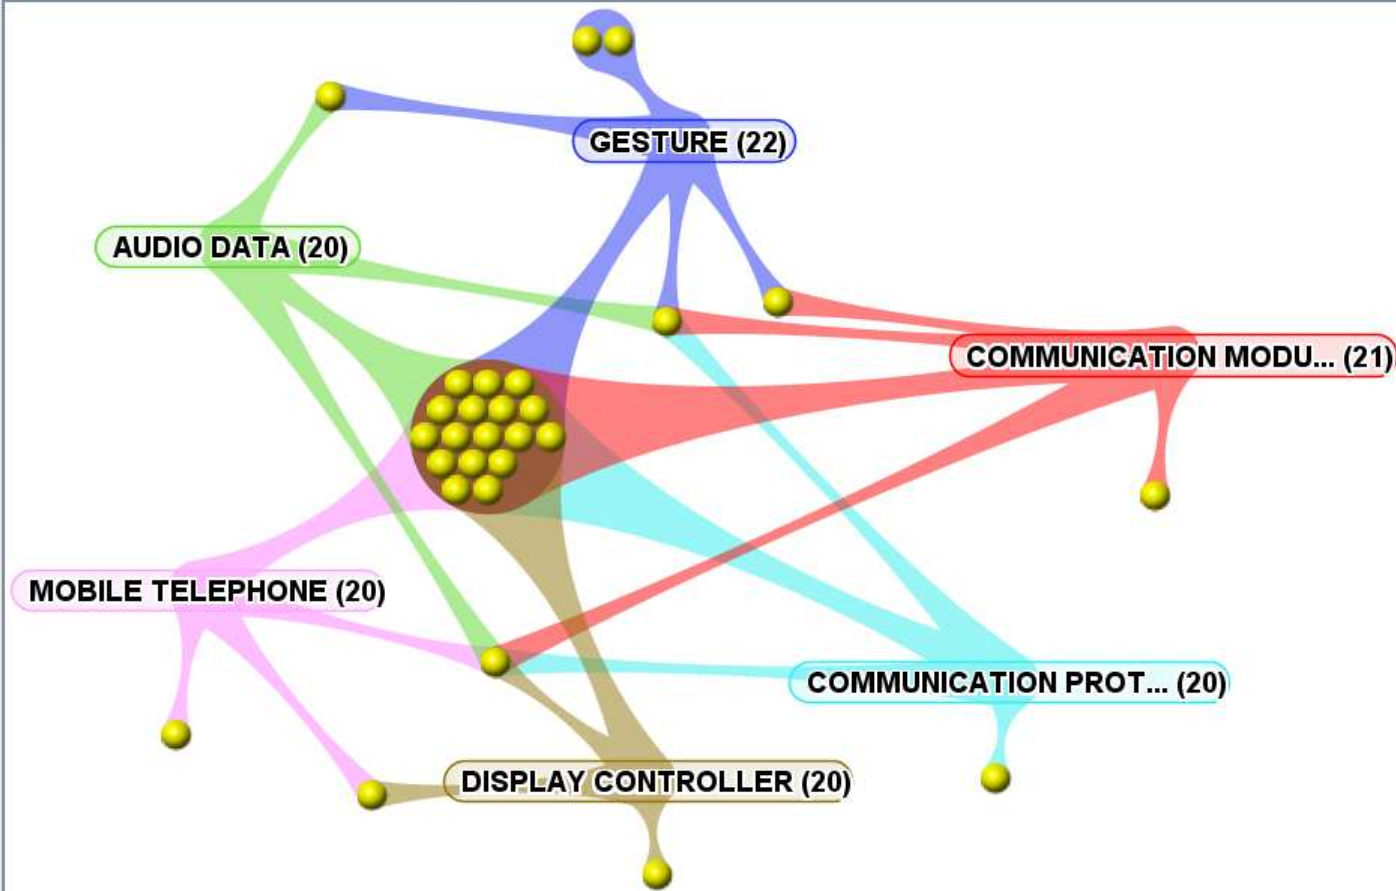 GESTURE (22)
AUDIO DATA (20)
COMMUNICATION MODU... (21)
MOBILE TELEPHONE (20)
COMMUNICATION PROT... (20)
DISPLAY CONTROLLER (20)